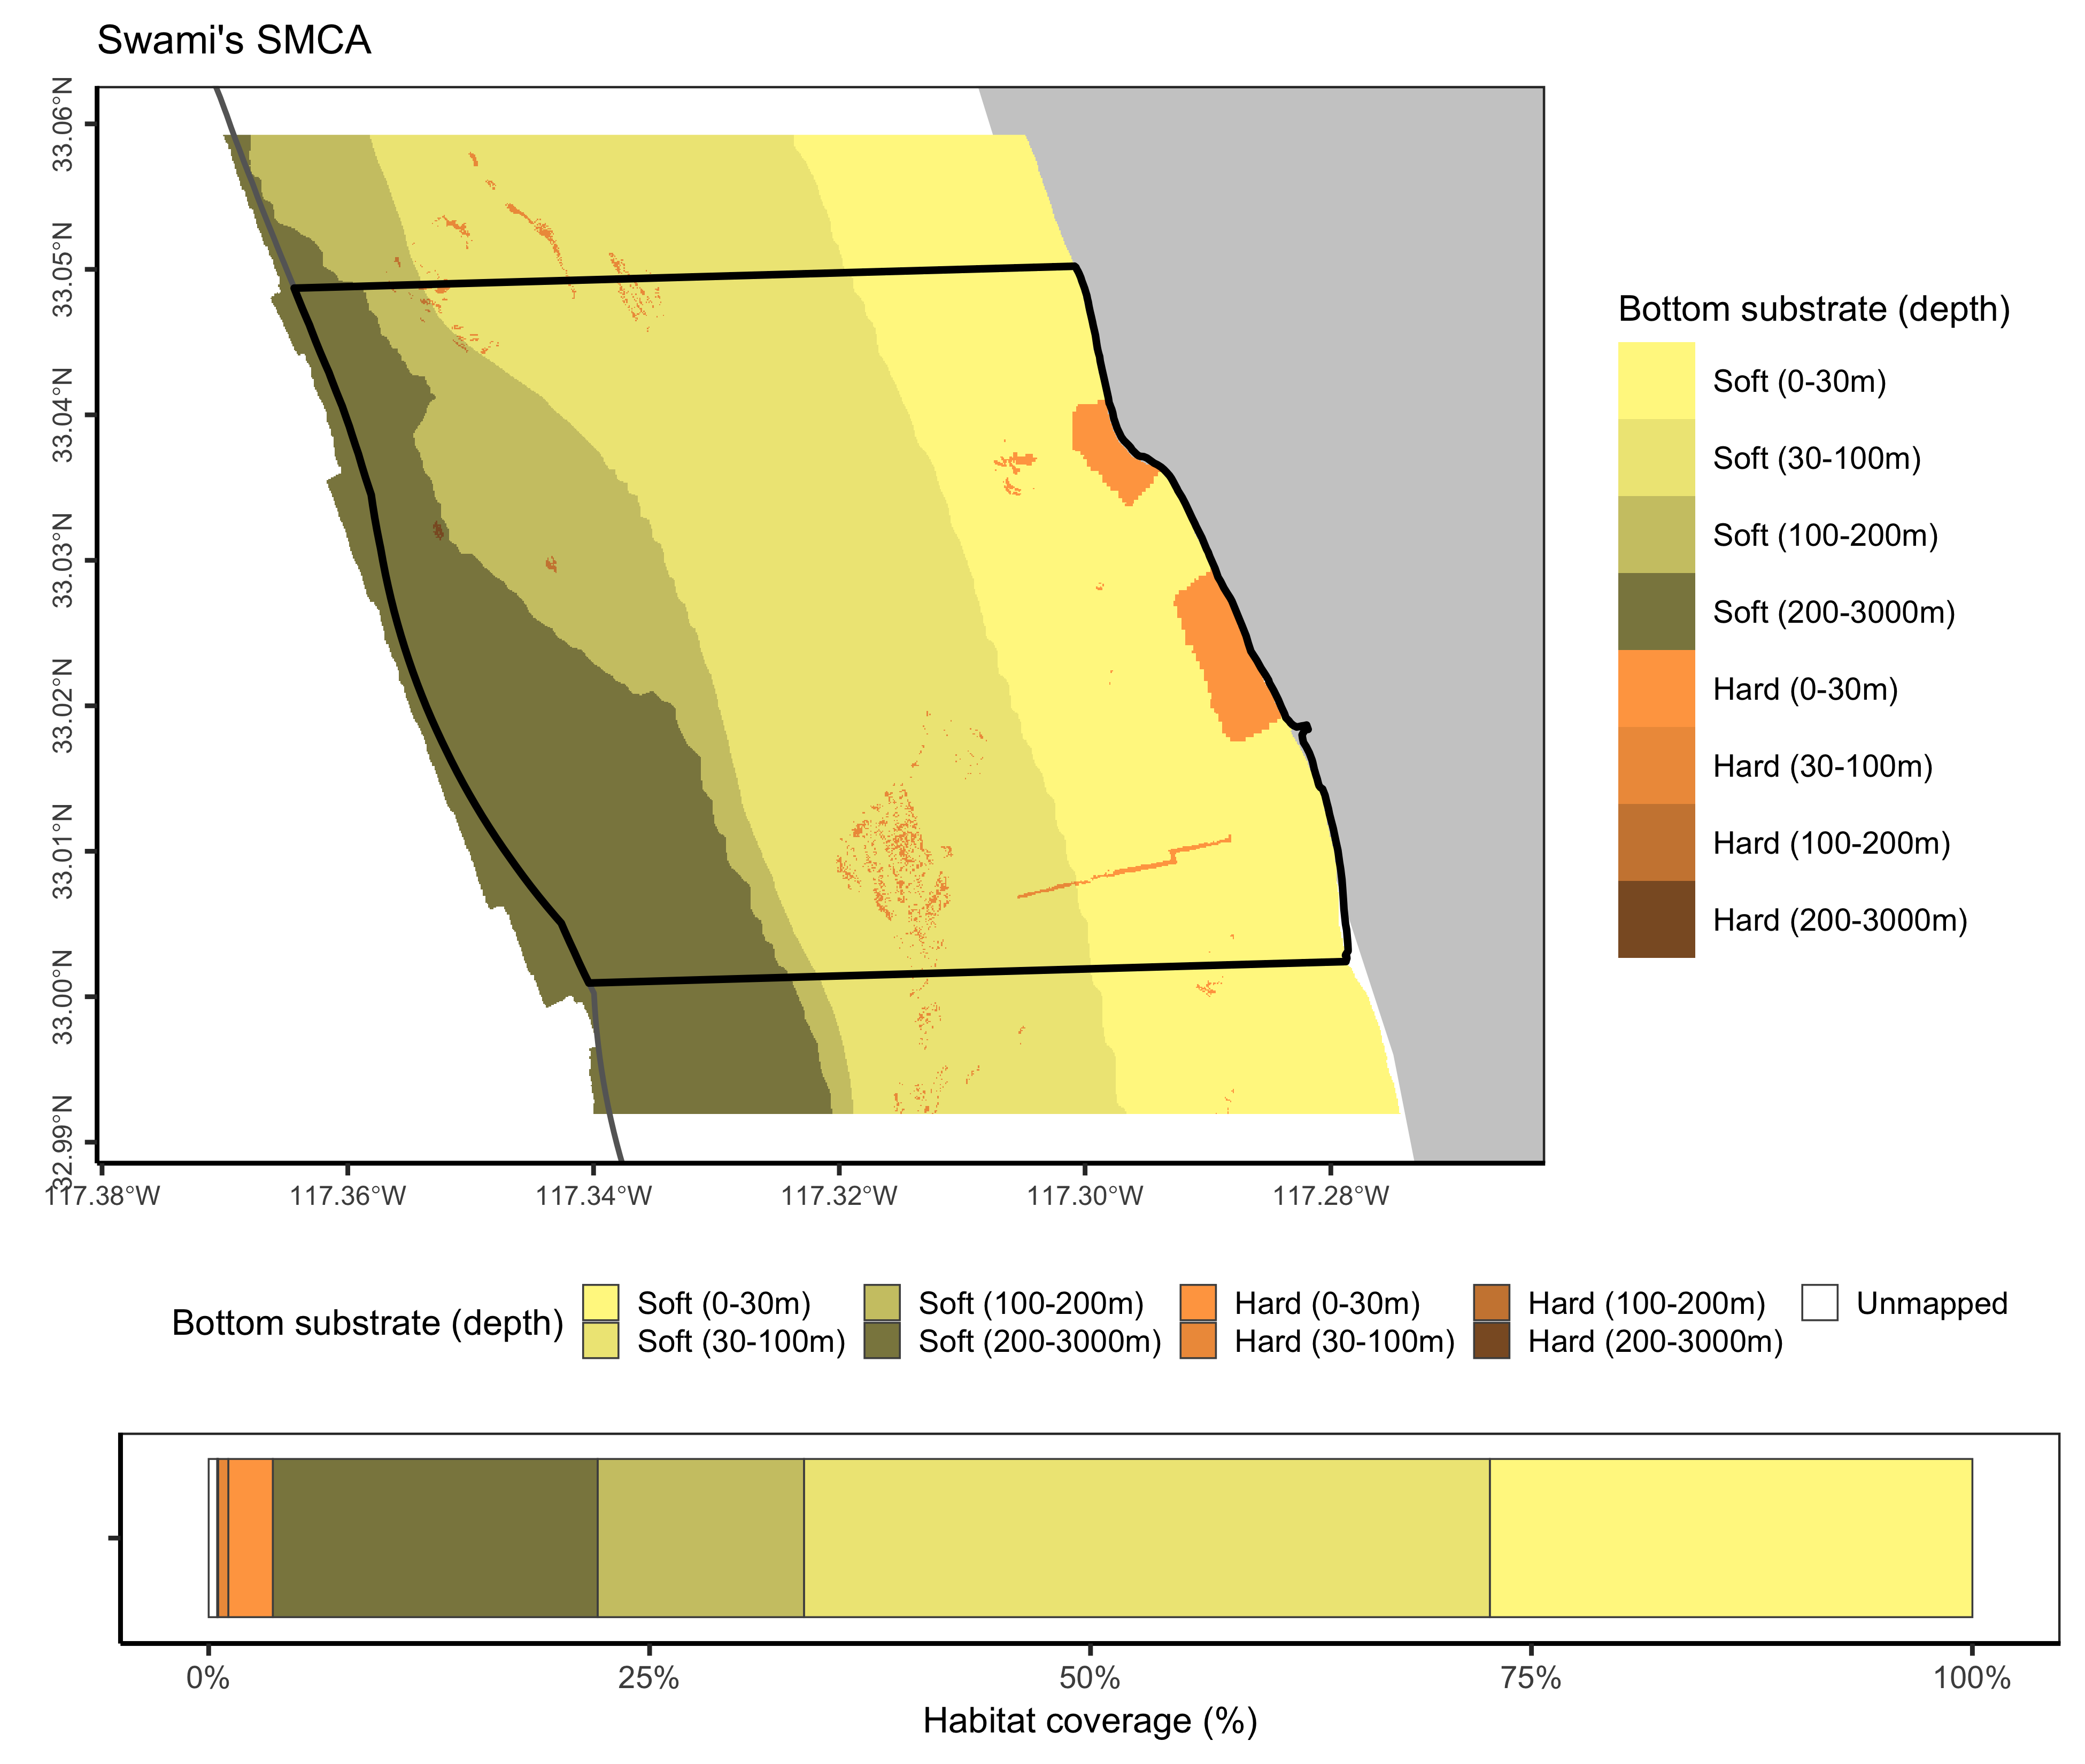 Swami's SMCA
33.06°N
33.05°N
33.04°N
33.03°N
33.02°N
33.01°N
33.00°N
32.99°N
117.38°W 117.36°W 117.34°W 117.32°W 117.30°W 117.28°W
Bottom substrate (depth)
Soft (0-30m)
Soft (30-100m)
Soft (100-200m)
Soft (200-3000m)
Hard (0-30m)
Hard (30-100m)
Hard (100-200m)
Hard (200-3000m)
Bottom substrate (depth)
Soft (0-30m) Soft (100-200m) Hard (0-30m) Hard (100-200m) Unmapped
Soft (30-100m) Soft (200-3000m) Hard (30-100m) Hard (200-3000m)
0% 25% 50% 75% 100%
Habitat coverage (%)